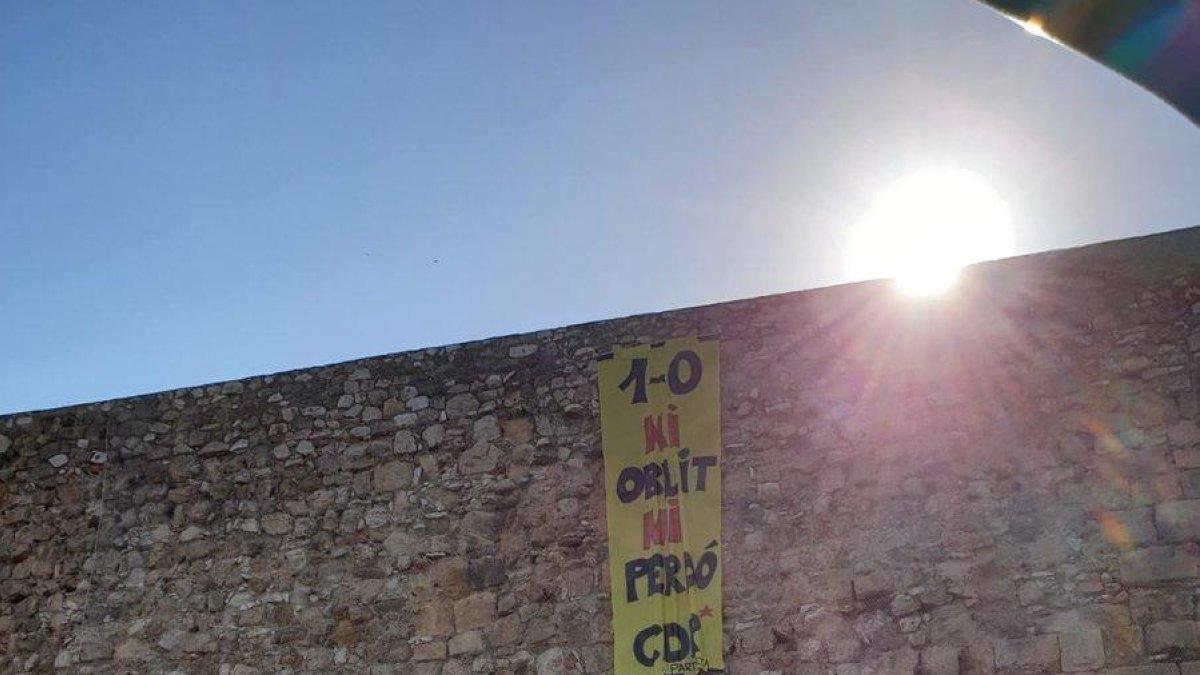 1-O
NI
OBLIT
NI
PERDÓ
CDR